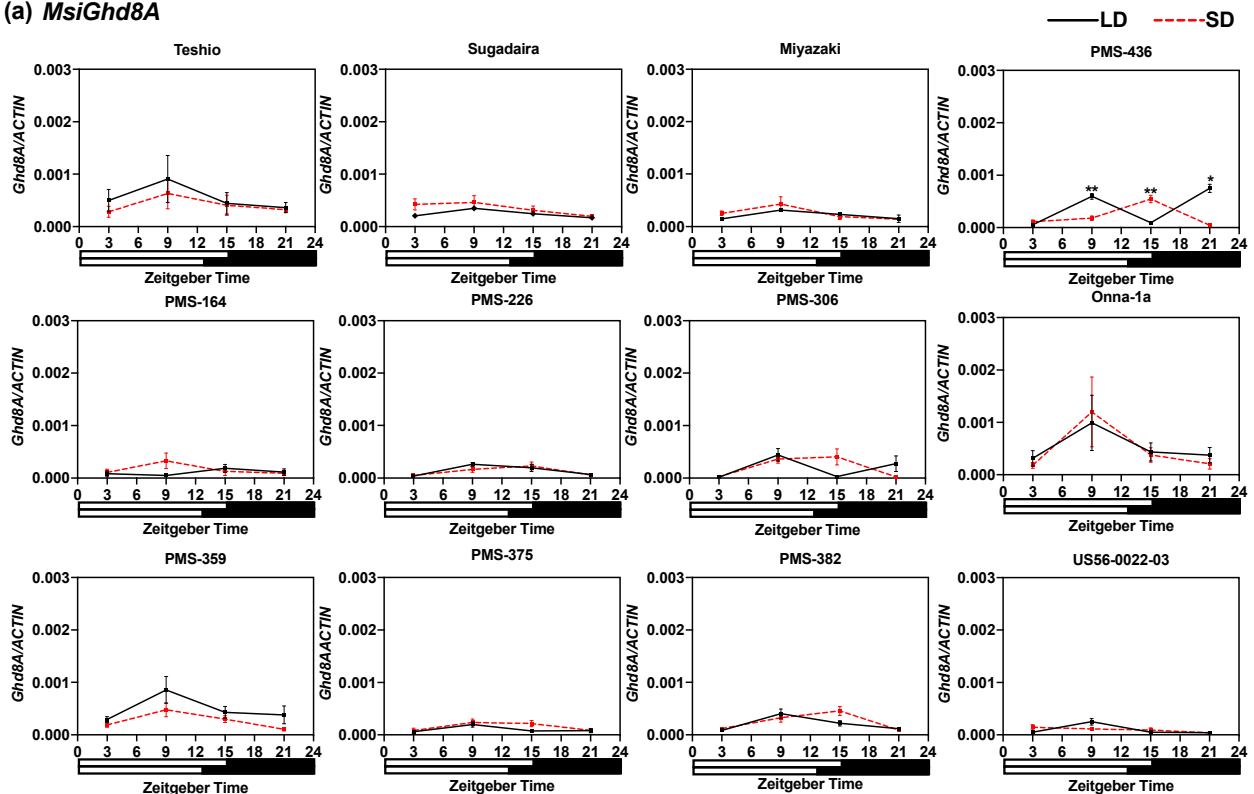 (a) MsiGhd8A
LD SD
Teshio
Ghd8A/ACTIN
0.003
0.002
0.001
0.000
0 3 6 9 12 15 18 21 24
Zeitgeber Time
Sugadaira
Ghd8A/ACTIN
0.003
0.002
0.001
0.000
0 3 6 9 12 15 18 21 24
Zeitgeber Time
Miyazaki
Ghd8A/ACTIN
0.003
0.002
0.001
0.000
0 3 6 9 12 15 18 21 24
Zeitgeber Time
PMS-436
Ghd8A/ACTIN
0.003
0.002
0.001
0.000
** ** *
0 3 6 9 12 15 18 21 24
Zeitgeber Time
PMS-164
Ghd8A/ACTIN
0.003
0.002
0.001
0.000
0 3 6 9 12 15 18 21 24
Zeitgeber Time
PMS-226
Ghd8A/ACTIN
0.003
0.002
0.001
0.000
0 3 6 9 12 15 18 21 24
Zeitgeber Time
PMS-306
Ghd8A/ACTIN
0.003
0.002
0.001
0.000
0 3 6 9 12 15 18 21 24
Zeitgeber Time
Onna-1a
Ghd8A/ACTIN
0.003
0.002
0.001
0.000
0 3 6 9 12 15 18 21 24
Zeitgeber Time
PMS-359
Ghd8A/ACTIN
0.003
0.002
0.001
0.000
0 3 6 9 12 15 18 21 24
Zeitgeber Time
PMS-375
Ghd8AACTIN
0.003
0.002
0.001
0.000
0 3 6 9 12 15 18 21 24
Zeitgeber Time
PMS-382
Ghd8A/ACTIN
0.003
0.002
0.001
0.000
0 3 6 9 12 15 18 21 24
Zeitgeber Time
US56-0022-03
Ghd8A/ACTIN
0.003
0.002
0.001
0.000
0 3 6 9 12 15 18 21 24
Zeitgeber Time